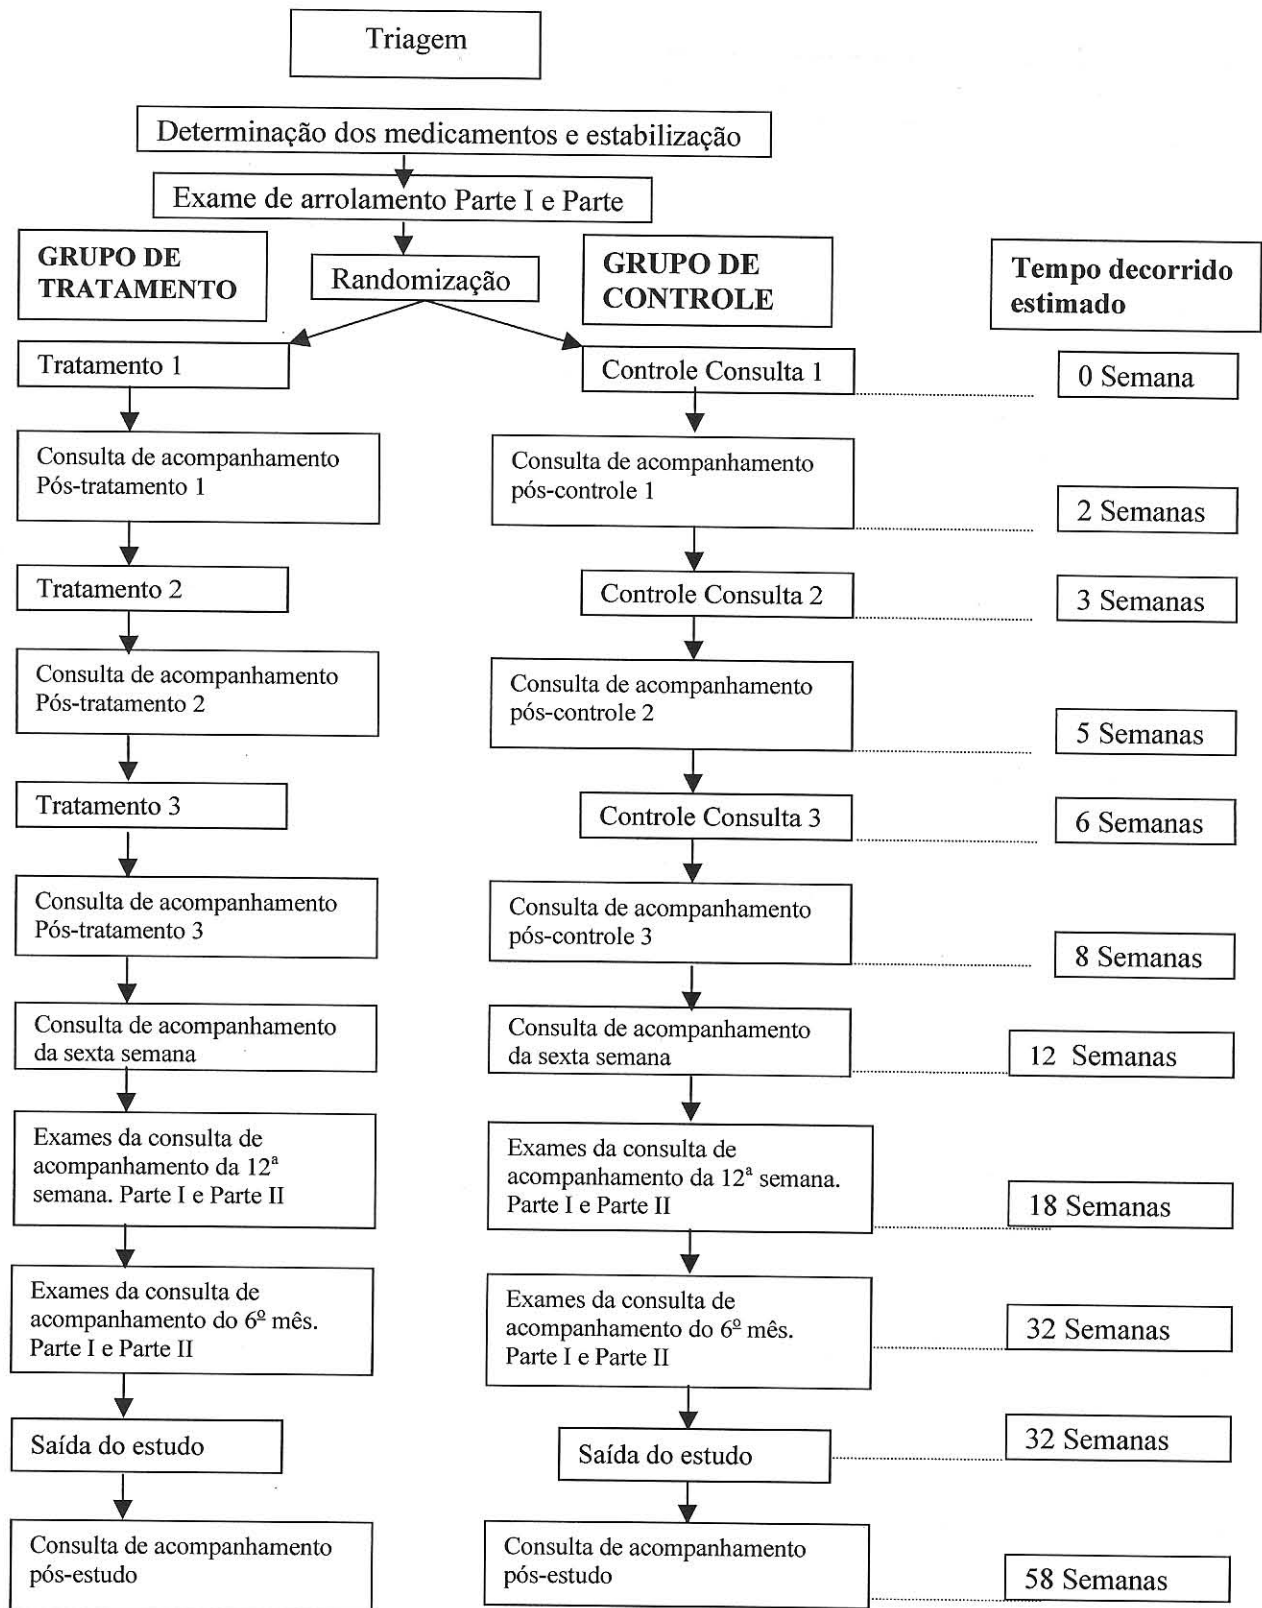 Triagem
Determinação dos medicamentos e estabilização
Exame de arrolamento Parte I e Parte
GRUPO DE
TRATAMENTO
Randomização
GRUPO DE
CONTROLE
Tempo decorrido
estimado
Tratamento 1
Controle Consulta 1
0 Semana
Consulta de acompanhamento
Pós-tratamento 1
Consulta de acompanhamento
pós-controle 1
2 Semanas
Tratamento 2
Controle Consulta 2
3 Semanas
Consulta de acompanhamento
Pós-tratamento 2
Consulta de acompanhamento
pós-controle 2
5 Semanas
Tratamento 3
Controle Consulta 3
6 Semanas
Consulta de acompanhamento
Pós-tratamento 3
Consulta de acompanhamento
pós-controle 3
8 Semanas
Consulta de acompanhamento
da sexta semana
Consulta de acompanhamento
da sexta semana
12 Semanas
Exames da consulta de
acompanhamento da 12ª
semana. Parte I e Parte II
Exames da consulta de
acompanhamento da 12ª semana.
Parte I e Parte II
18 Semanas
Exames da consulta de
acompanhamento do 6º mês.
Parte I e Parte II
Exames da consulta de
acompanhamento do 6º mês.
Parte I e Parte II
32 Semanas
Saída do estudo
Saída do estudo
32 Semanas
Consulta de acompanhamento
pós-estudo
Consulta de acompanhamento
pós-estudo
58 Semanas